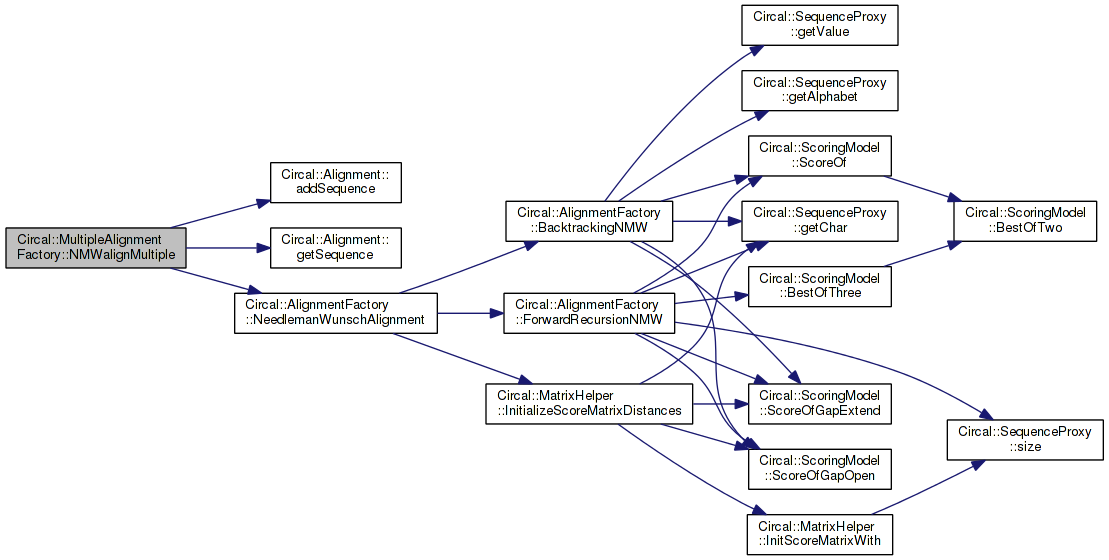 Circal::MultipleAlignment
Factory::NMWalignMultiple
Circal::Alignment::
addSequence
Circal::Alignment::
getSequence
Circal::AlignmentFactory
::NeedlemanWunschAlignment
Circal::AlignmentFactory
::BacktrackingNMW
Circal::AlignmentFactory
::ForwardRecursionNMW
Circal::MatrixHelper
::InitializeScoreMatrixDistances
Circal::SequenceProxy
::getValue
Circal::SequenceProxy
::getAlphabet
Circal::ScoringModel
::ScoreOf
Circal::SequenceProxy
::getChar
Circal::ScoringModel
::BestOfThree
Circal::ScoringModel
::ScoreOfGapExtend
Circal::ScoringModel
::ScoreOfGapOpen
Circal::MatrixHelper
::InitScoreMatrixWith
Circal::ScoringModel
::BestOfTwo
Circal::SequenceProxy
::size